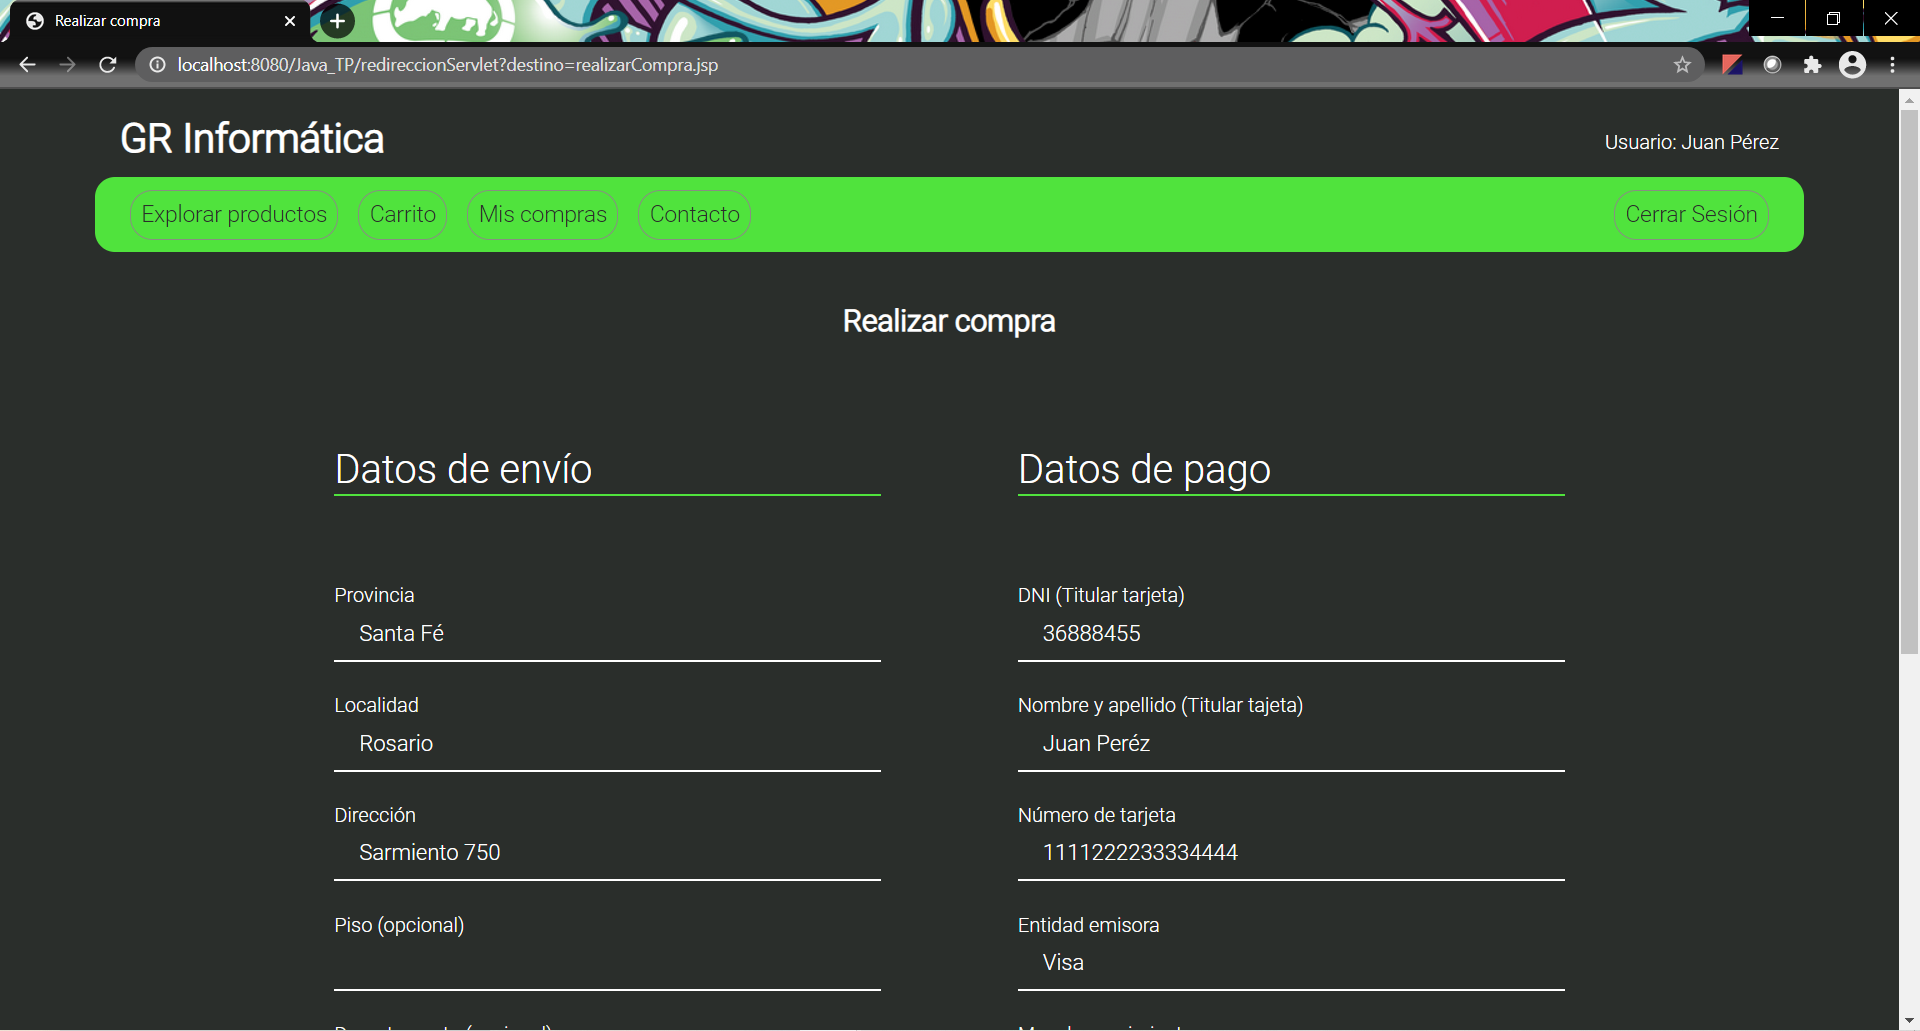 Realizar compra
localhost:8080/Java_TP/redireccionServlet?destino=realizarCompra.jsp
GR Informática
Usuario: Juan Pérez
Explorar productos Carrito Mis compras Contacto Cerrar Sesión
Realizar compra
Datos de envío
Provincia
Santa Fé
Localidad
Rosario
Dirección
Sarmiento 750
Piso (opcional)
Datos de pago
DNI (Titular tarjeta)
36888455
Nombre y apellido (Titular tajeta)
Juan Peréz
Número de tarjeta
1111222233334444
Entidad emisora
Visa